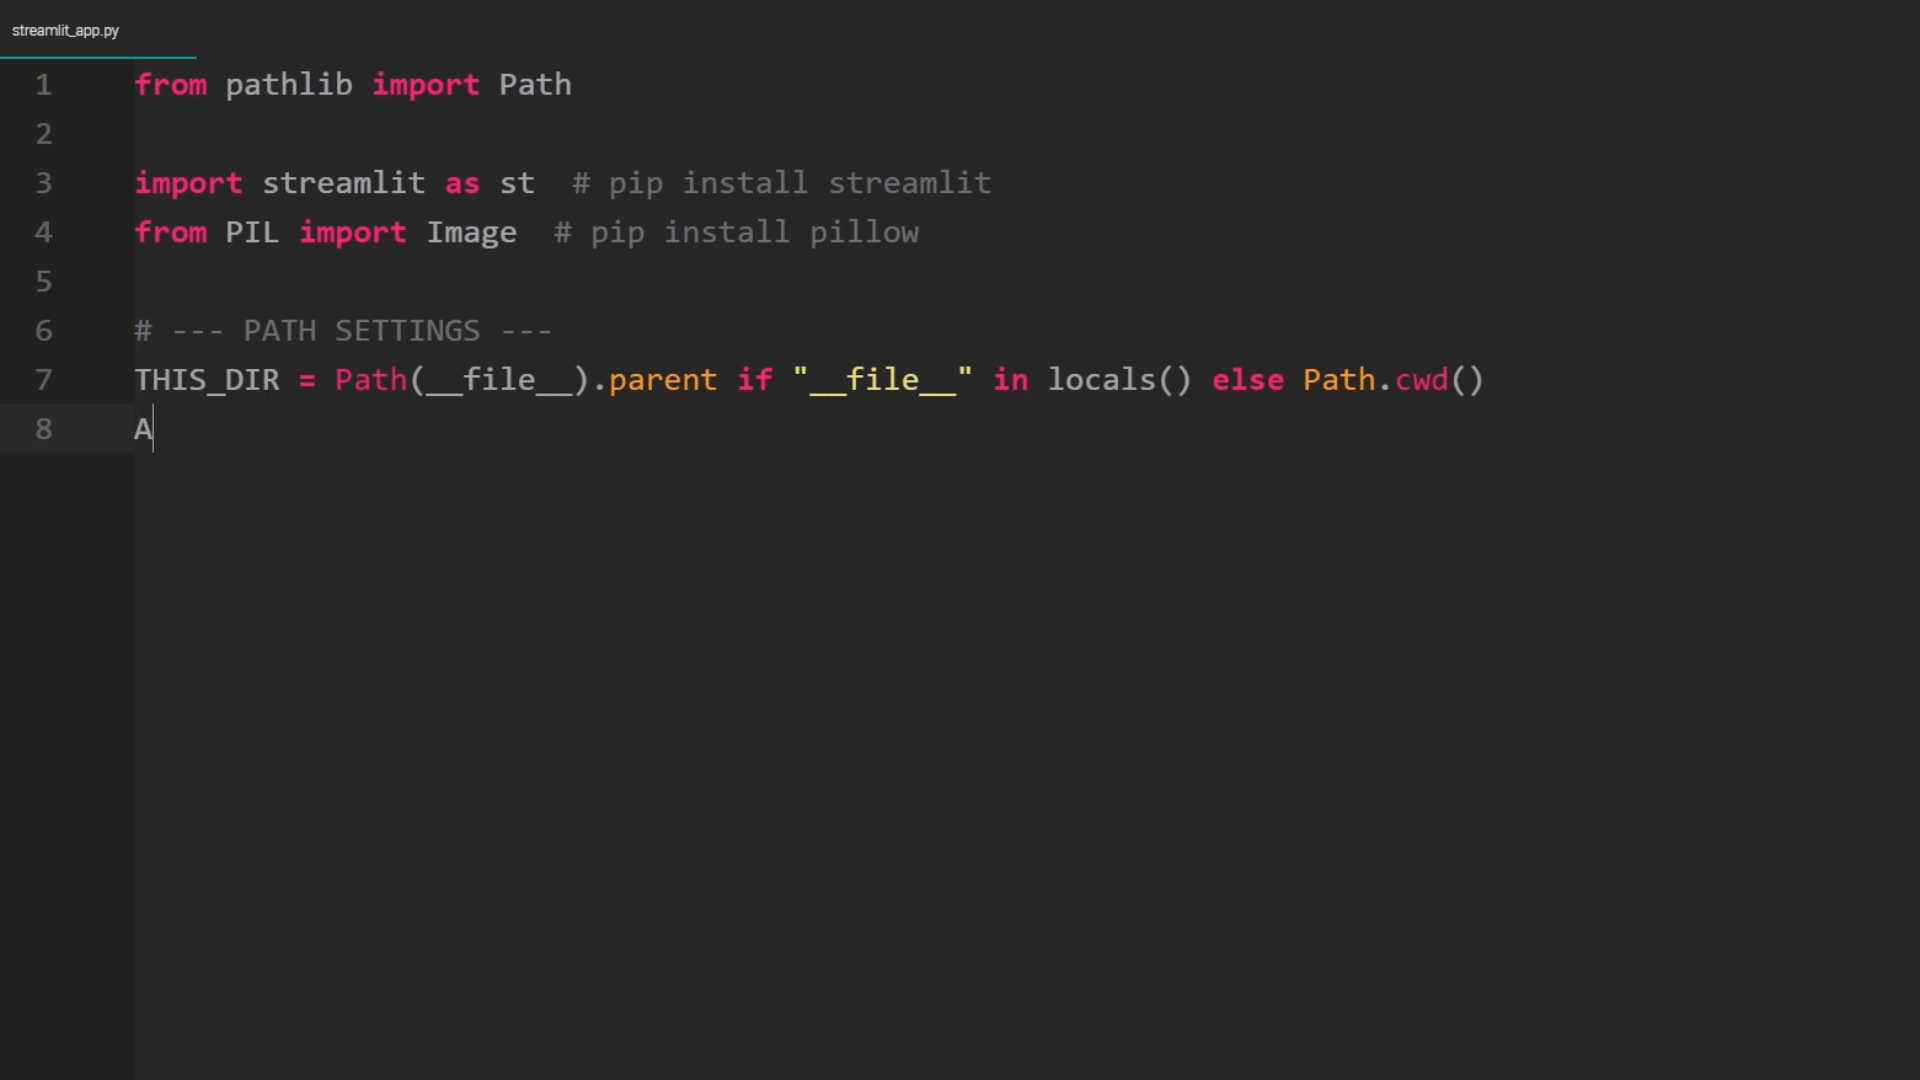 streamlit_app.py
1 from pathlib import Path
2
3 import streamlit as st  # pip install streamlit
4 from PIL import Image  # pip install pillow
5
6 # --- PATH SETTINGS ---
7 THIS_DIR = Path(__file__).parent if "__file__" in locals() else Path.cwd()
8 A